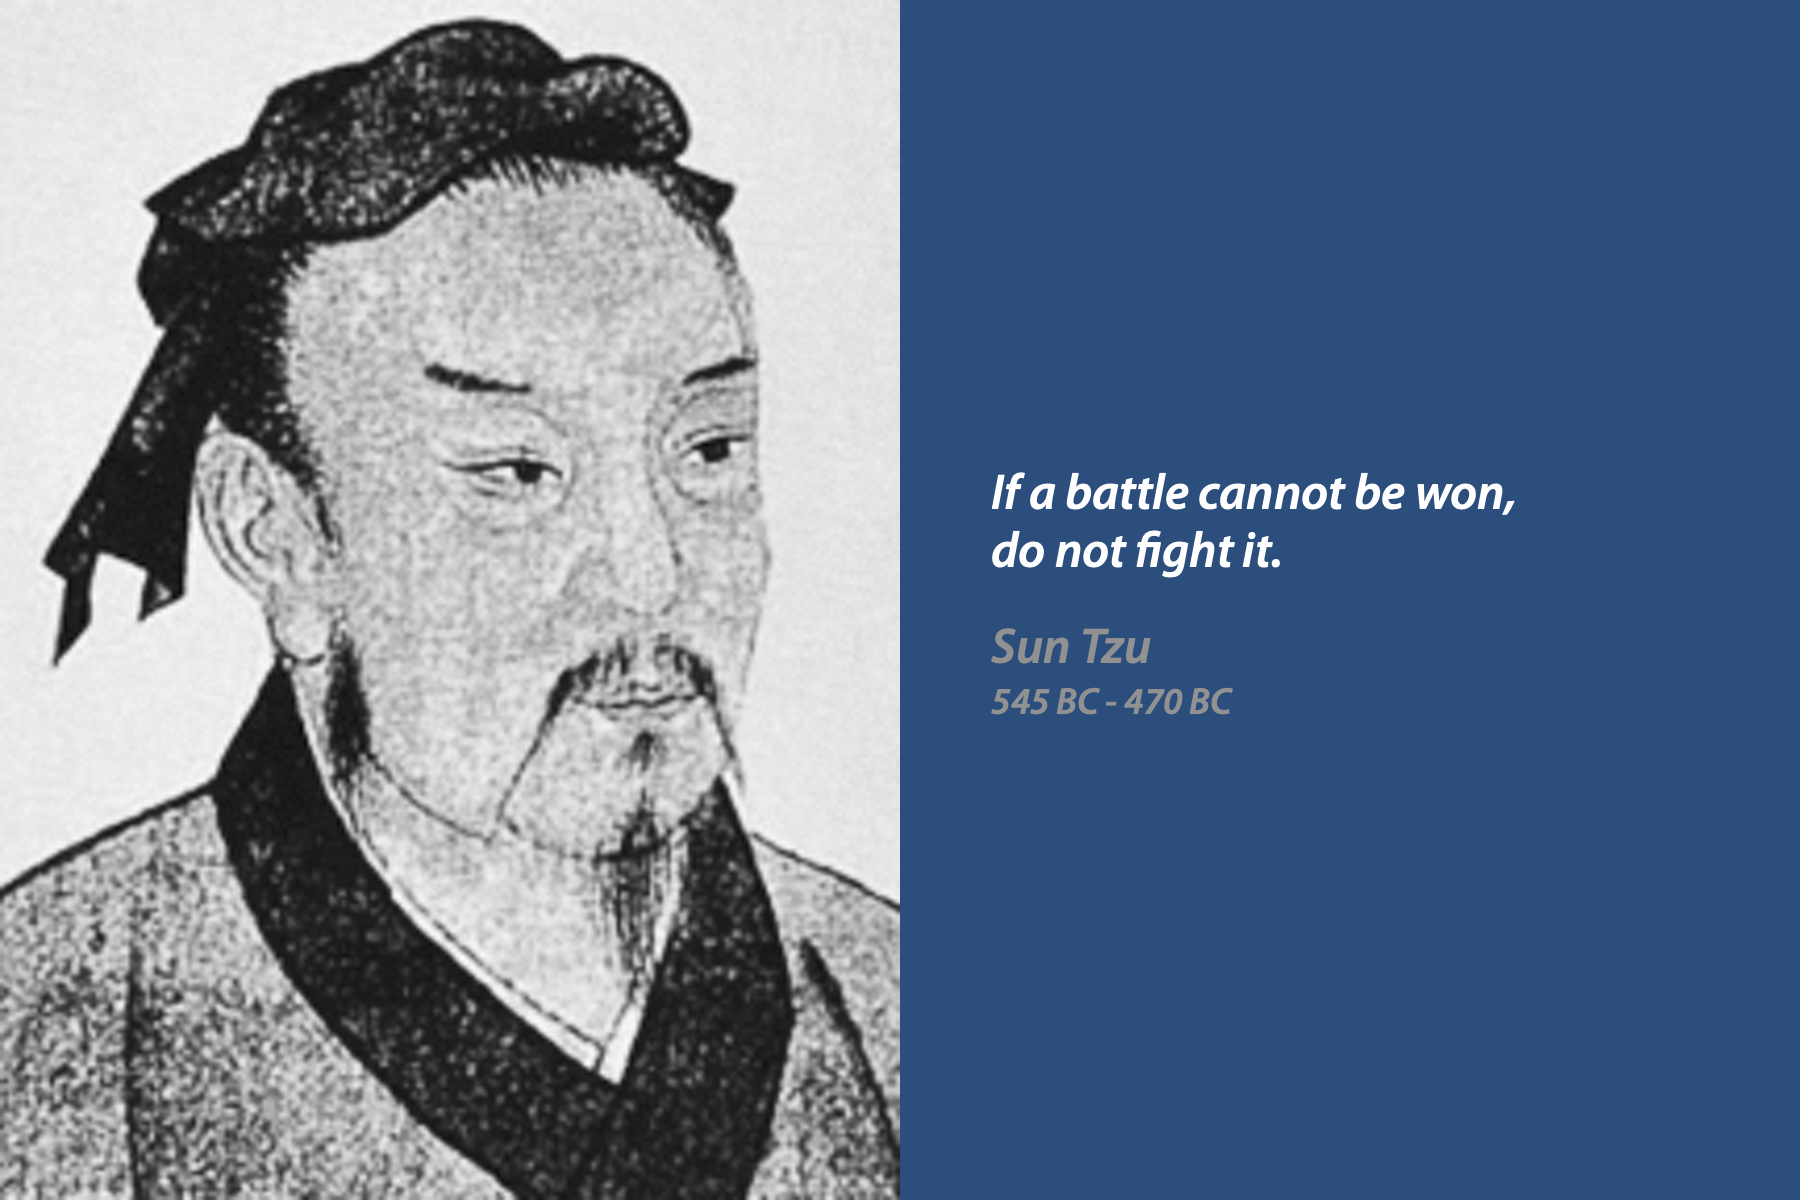 If a battle cannot be won,
do not fight it.
Sun Tzu
545 BC - 470 BC